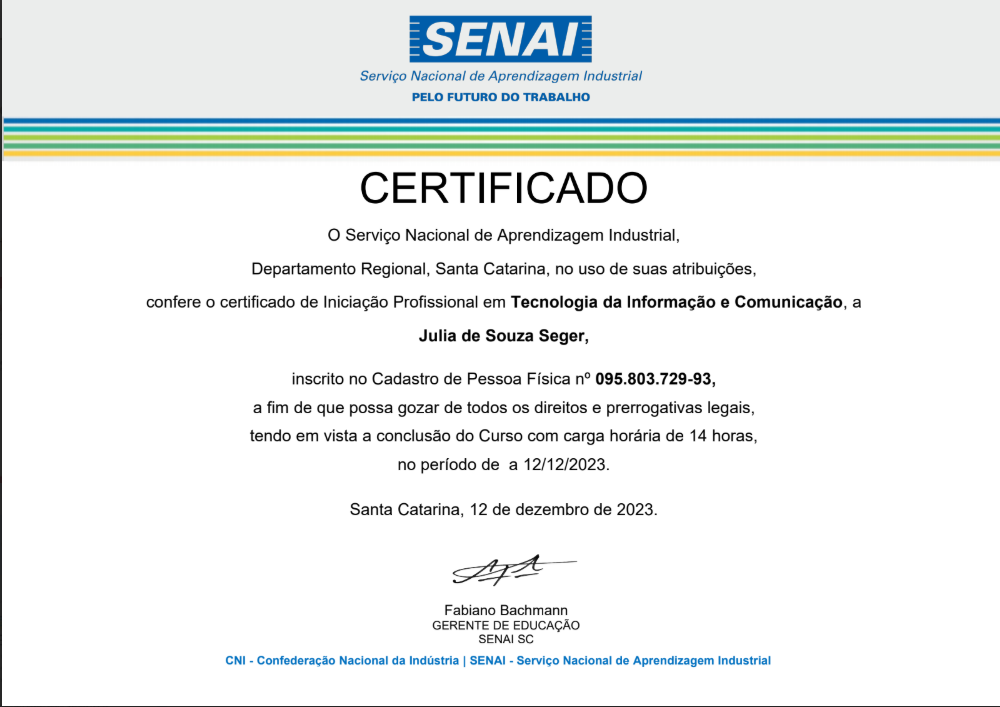 SENAI
Serviço Nacional de Aprendizagem Industrial
PELO FUTURO DO TRABALHO
CERTIFICADO
O Serviço Nacional de Aprendizagem Industrial,
Departamento Regional, Santa Catarina, no uso de suas atribuições,
confere o certificado de Iniciação Profissional em Tecnologia da Informação e Comunicação, a
Julia de Souza Seger,
inscrito no Cadastro de Pessoa Física nº 095.803.729-93,
a fim de que possa gozar de todos os direitos e prerrogativas legais,
tendo em vista a conclusão do Curso com carga horária de 14 horas,
no período de  a 12/12/2023.
Santa Catarina, 12 de dezembro de 2023.
Fabiano Bachmann
GERENTE DE EDUCAÇÃO
SENAI SC
CNI - Confederação Nacional da Indústria | SENAI - Serviço Nacional de Aprendizagem Industrial